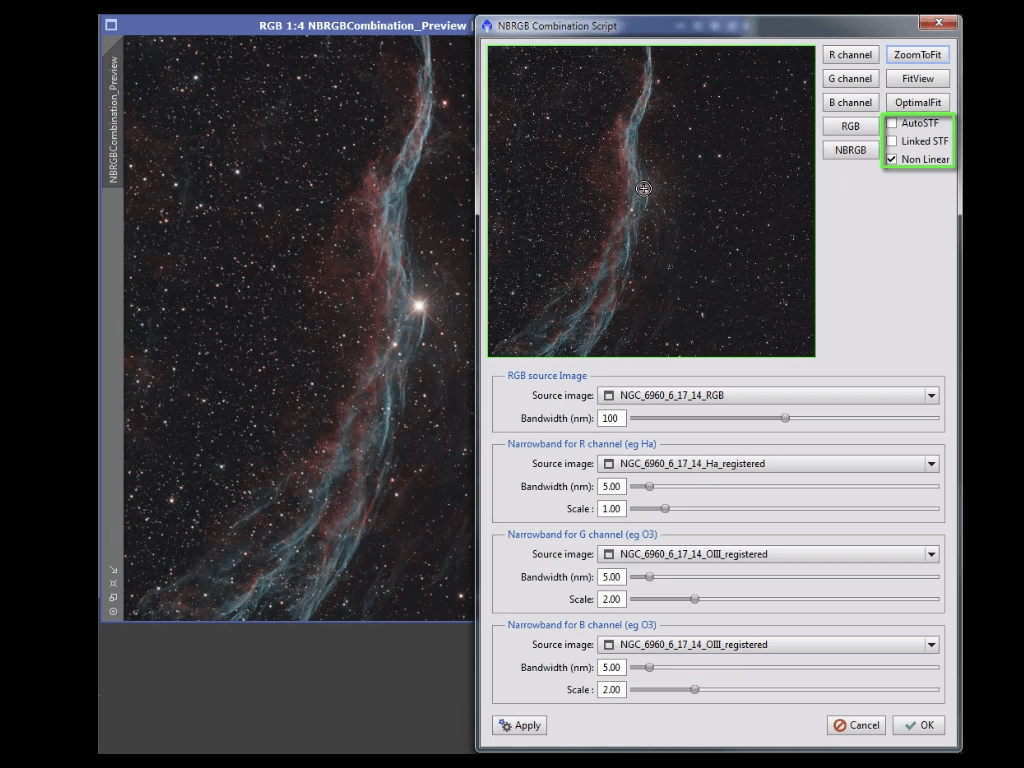 RGB 1:4 NBRGBCombination_Preview
NBRGBCombination_Preview
NBRGB Combination Script
R channel
ZoomToFit
G channel
FitView
B channel
OptimalFit
RGB
AutoSTF
Linked STF
NBRGB
Non Linear
RGB source Image
Source image: NGC_6960_6_17_14_RGB
Bandwidth (nm): 100
Narrowband for R channel (eg Ha)
Source image: NGC_6960_6_17_14_Ha_registered
Bandwidth (nm): 5.00
Scale : 1.00
Narrowband for G channel (eg O3)
Source image: NGC_6960_6_17_14_OIII_registered
Bandwidth (nm): 5.00
Scale: 2.00
Narrowband for B channel (eg O3)
Source image: NGC_6960_6_17_14_OIII_registered
Bandwidth (nm): 5.00
Scale : 2.00
Apply
Cancel
OK